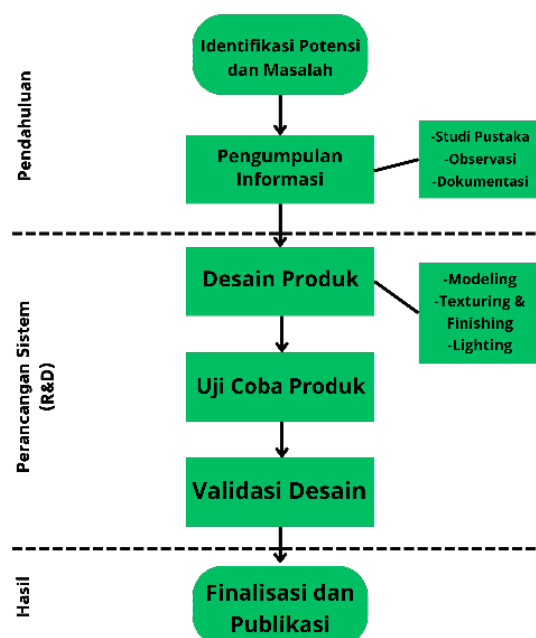 Pendahuluan
Identifikasi Potensi
dan Masalah
Pengumpulan
Informasi
-Studi Pustaka
-Observasi
-Dokumentasi
Perancangan Sistem
(R&D)
Desain Produk
-Modeling
-Texturing &
Finishing
-Lighting
Uji Coba Produk
Validasi Desain
Hasil
Finalisasi dan
Publikasi